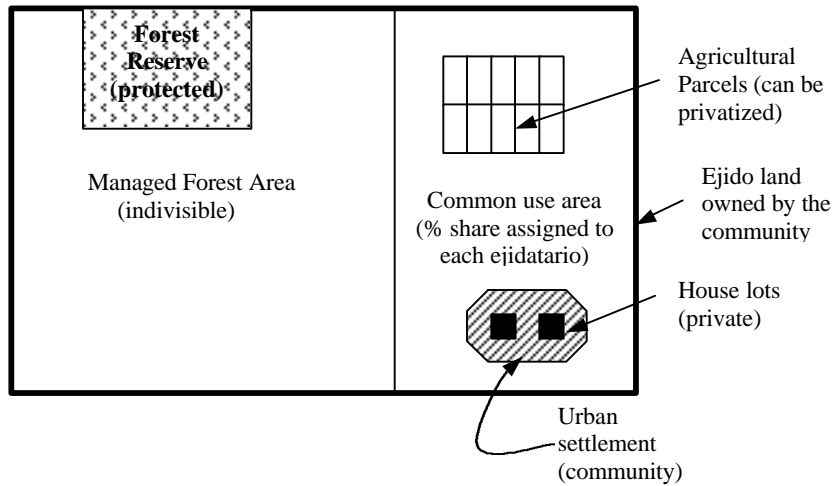 Forest
Reserve
(protected)
Managed Forest Area
(indivisible)
Agricultural
Parcels (can be
privatized)
Common use area
(% share assigned to
each ejidatario)
Ejido land
owned by the
community
House lots
(private)
Urban
settlement
(community)